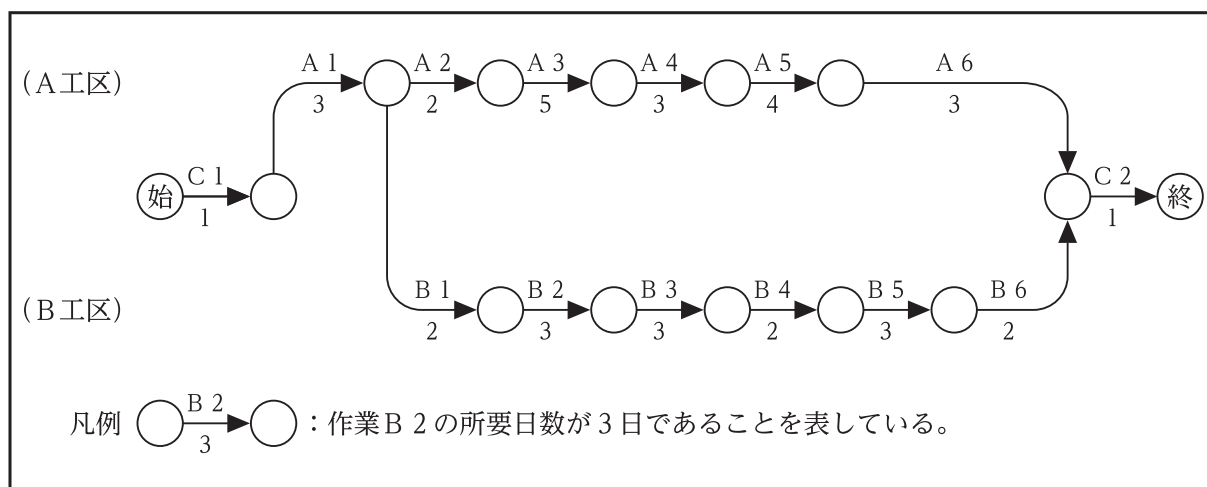 A 1 A 2 A 3 A 4 A 5 A 6
(A工区)
3 2 5 3 4 3
始 C 1 C 2 終
1 1
B 1 B 2 B 3 B 4 B 5 B 6
(B工区)
2 3 3 2 3 2
凡例 B 2 :作業B 2の所要日数が3日であることを表している。
3